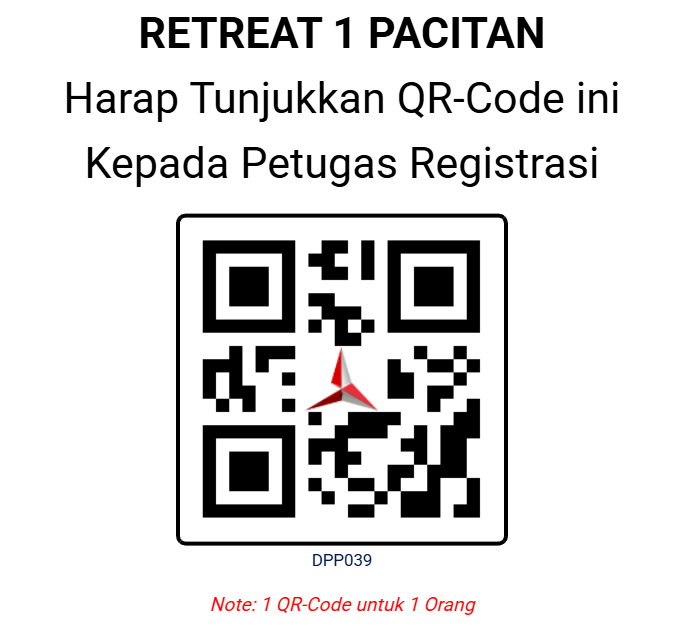 RETREAT 1 PACITAN
Harap Tunjukkan QR-Code ini
Kepada Petugas Registrasi
DPP039
Note: 1 QR-Code untuk 1 Orang